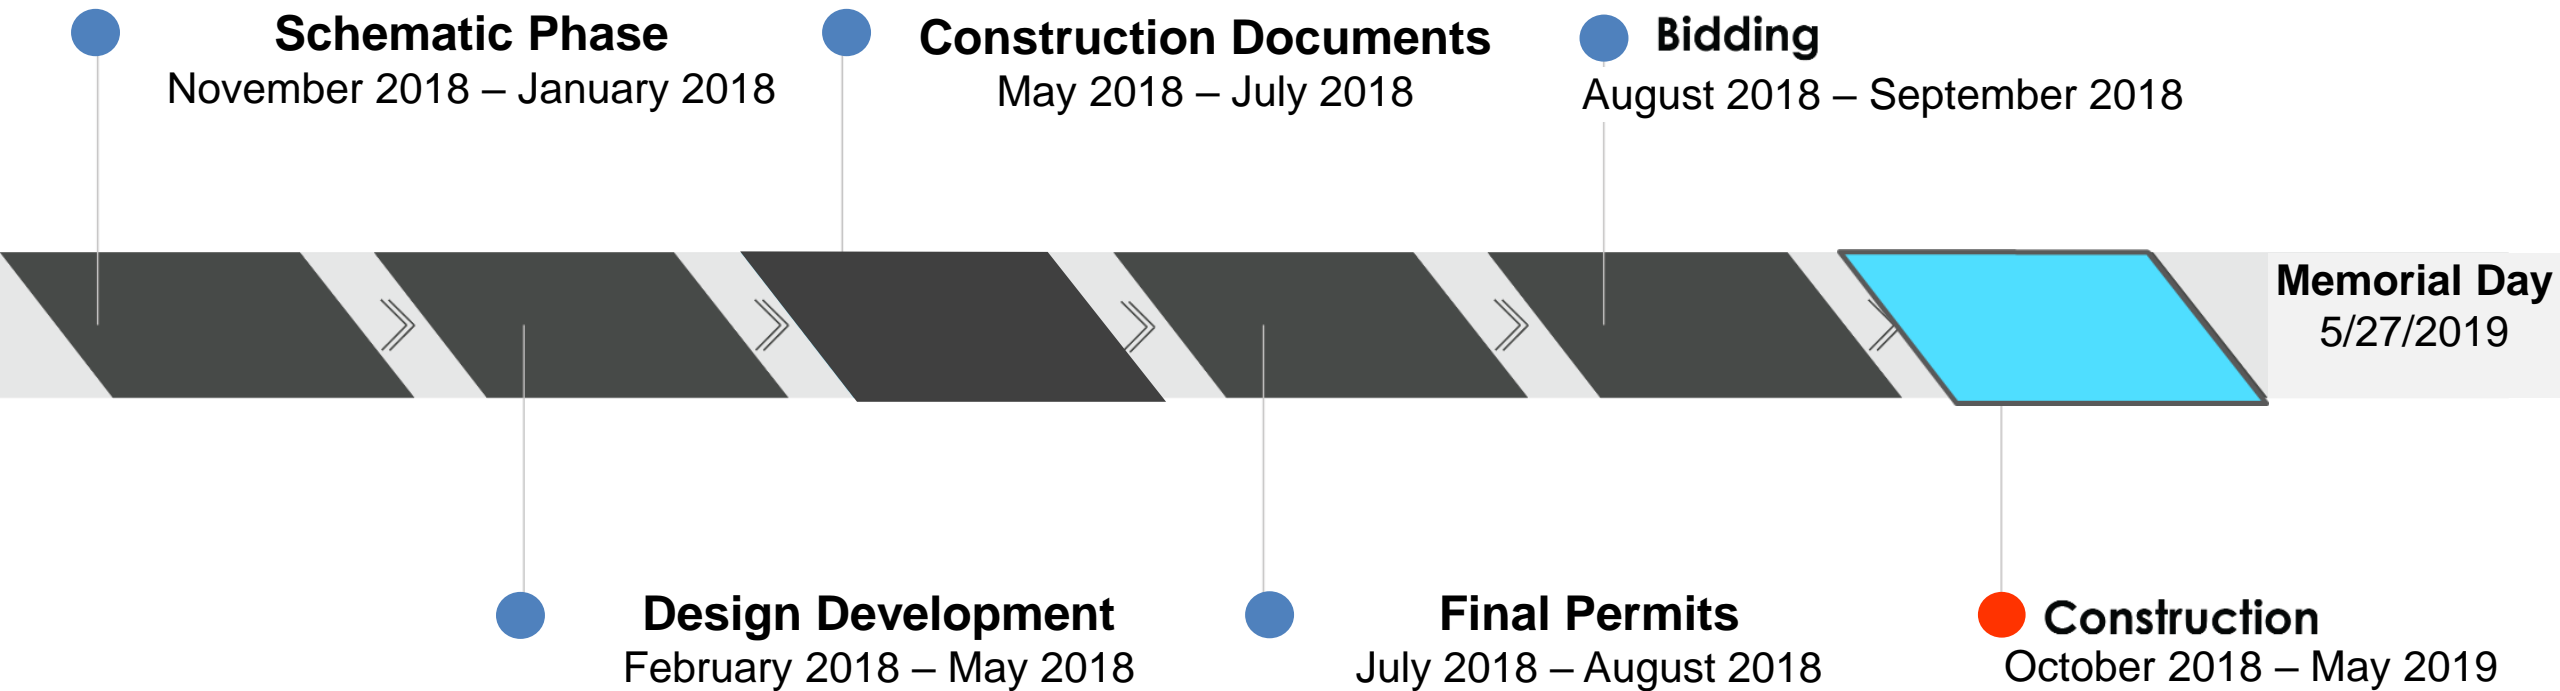 Schematic Phase
November 2018 – January 2018
Construction Documents
May 2018 – July 2018
Bidding
August 2018 – September 2018
Memorial Day
5/27/2019
Design Development
February 2018 – May 2018
Final Permits
July 2018 – August 2018
Construction
October 2018 – May 2019